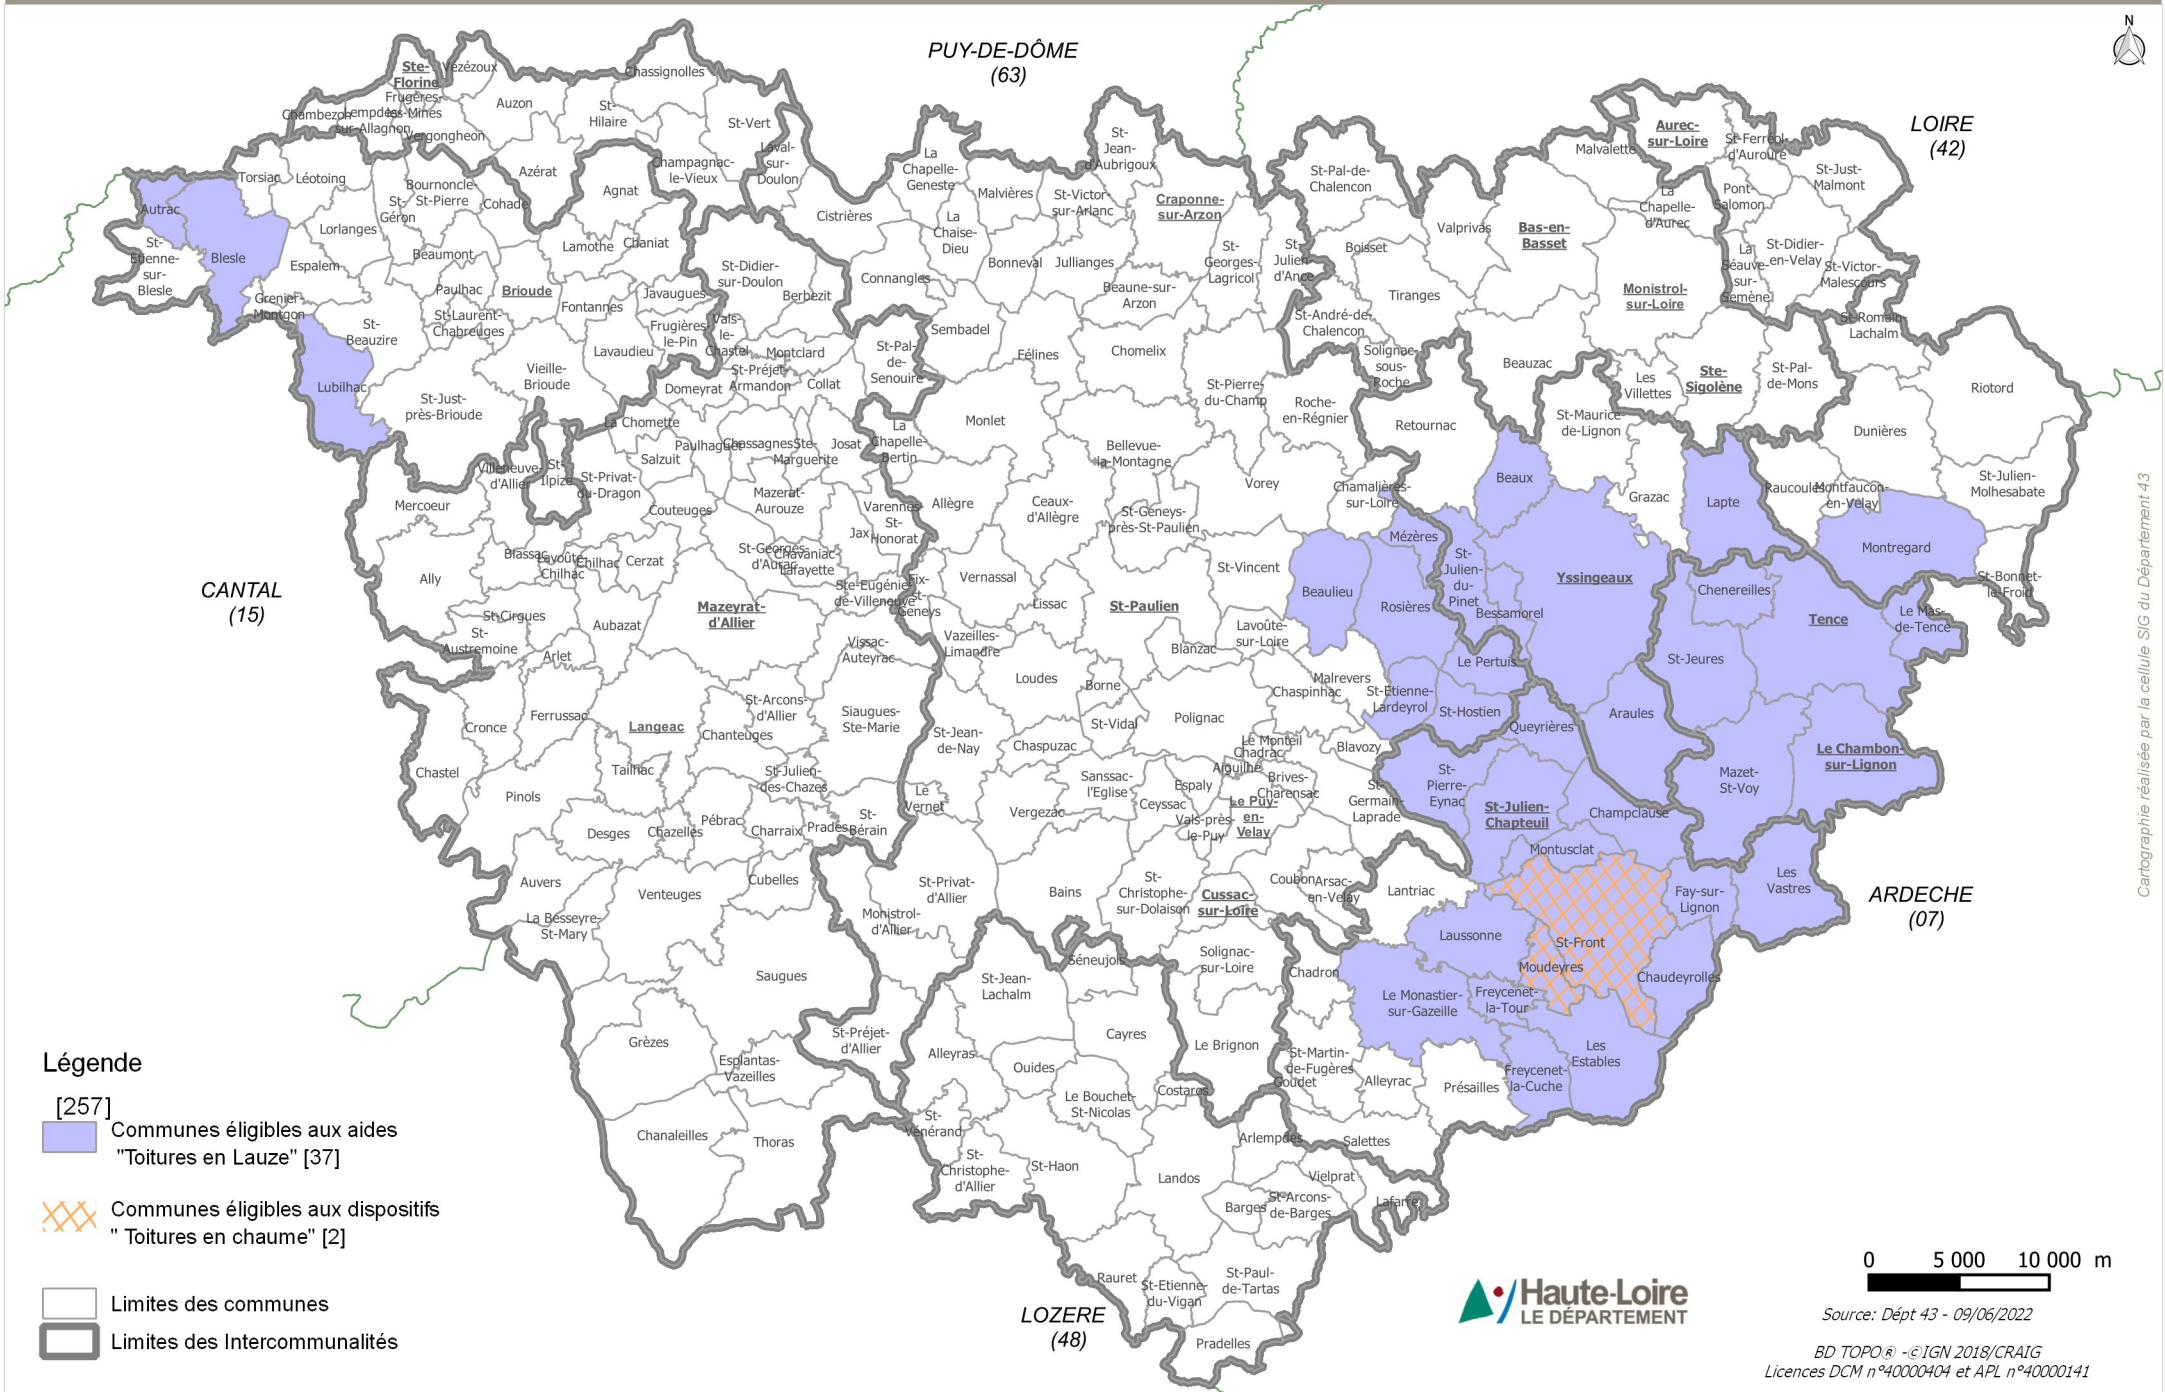 N
PUY-DE-DÔME
(63)
LOIRE
(42)
CANTAL
(15)
ARDECHE
(07)
LOZERE
(48)
Ste-
Florine
Vézézoux
Chassignolles
Frugères-
les-Mines
Chambezon
Lempdes-
sur-Allagnon
Vergongheon
Auzon
St-
Hilaire
St-Vert
Laval-
sur-
Doulon
Champagnac-
le-Vieux
Azérat
Agnat
Torsiac
Léotoing
Bournoncle-
St-Pierre
Cohade
St-
Géron
Lorlanges
Autrac
St-
Etienne-
sur-
Blesle
Blesle
Espalem
Grenier-
Montgon
Beaumont
Lamothe
Chaniat
Paulhac
Brioude
Fontannes
Javaugues
St-Laurent-
Chabreuges
St-
Beauzire
Frugières-
le-Pin
Lavaudieu
Vieille-
Brioude
Lubilhac
St-Just-
près-Brioude
St-Didier-
sur-Doulon
Berbezit
Vals-
le-
Chastel
Montclard
St-Préjet-
Armandon
Collat
Domeyrat
Cistrières
La
Chapelle-
Geneste
Malvières
La
Chaise-
Dieu
Bonneval
Connangles
Sembadel
St-Pal-
de-
Senouire
Félines
St-
Jean-
d'Aubrigoux
St-Victor-
sur-Arlanc
Jullianges
Craponne-
sur-Arzon
Beaune-sur-
Arzon
St-
Georges-
Lagricol
St-
Julien-
d'Ance
Chomelix
St-Pierre-
du-Champ
Roche-
en-Régnier
St-Pal-de-
Chalencon
Boisset
Tiranges
St-André-de-
Chalencon
Solignac-
sous-
Roche
Valprivas
Bas-en-
Basset
Malvalette
Aurec-
sur-Loire
St-Ferréol-
d'Auroure
St-Just-
Malmont
Pont-
Salomon
La
Chapelle-
d'Aurec
St-Didier-
en-Velay
La
Séauve-
sur-
Semène
St-Victor-
Malescours
Monistrol-
sur-Loire
St-Romain-
Lachalm
Beauzac
Les
Villettes
Ste-
Sigolène
St-Pal-
de-Mons
Riotord
Dunières
Retournac
St-Maurice-
de-Lignon
Beaux
Grazac
Lapte
Raucoules
Montfaucon-
en-Velay
St-Julien-
Molhesabate
Montregard
St-Bonnet-
le-Froid
La Chomette
Paulhaguet
Chassagnes
Ste-
Marguerite
Josat
La
Chapelle-
Bertin
Monlet
Bellevue-
la-Montagne
Vorey
Chamalières-
sur-Loire
Salzuit
Villeneuve-
d'Allier
St-
Ilpize
St-Privat-
du-Dragon
Mercoeur
Couteuges
Mazerat-
Aurouze
Jax
Varennes-
St-
Honorat
Allègre
Ceaux-
d'Allègre
St-Geneys-
près-St-Paulien
Mézères
Blassac
Lavoûte-
Chilhac
Chilhac
Cerzat
St-Georges-
d'Aurac
Chavaniac-
Lafayette
Ste-Eugénie-
de-Villeneuve
Fix-
St-
Geneys
Vernassal
Lissac
St-Vincent
St-Paulien
Beaulieu
Rosières
St-
Julien-
du-
Pinet
Bessamorel
Yssingeaux
Chenereilles
Tence
Le Mas-
de-Tence
St-Jeures
Ally
St-Cirgues
St-
Austremoine
Aubazat
Arlet
Mazeyrat-
d'Allier
Vissac-
Auteyrac
Vazeilles-
Limandre
Lavoûte-
sur-Loire
Blanzac
Loudes
Borne
Malrevers
Chaspinhac
St-Etienne-
Lardeyrol
Le Pertuis
St-Hostien
Queyrières
Araules
Cronce
Ferrussac
Langeac
Chanteuges
St-Arcons-
d'Allier
Siaugues-
Ste-Marie
St-Jean-
de-Nay
Chaspuzac
St-Vidal
Polignac
Le Monteil
Chadrac
Aiguilhe
Blavozy
Brives-
Charensac
Espaly
Chastel
Tailhac
St-Julien-
des-Chazes
Pinols
Desges
Chazelles
Pébrac
Charraix
Prades
St-
Bérain
Le
Vernet
Vergezac
Sanssac-
l'Eglise
Ceyssac
Vals-près-
le-Puy
Le Puy-
en-
Velay
St-
Germain-
Laprade
St-
Pierre-
Eynac
St-Julien-
Chapteuil
Champclause
Mazet-
St-Voy
Le Chambon-
sur-Lignon
Montusclat
Les
Vastres
Fay-sur-
Lignon
Auvers
Venteuges
Cubelles
La Besseyre-
St-Mary
Saugues
Monistrol-
d'Allier
St-Privat-
d'Allier
Bains
St-
Christophe-
sur-Dolaison
Cussac-
sur-Loire
Coubon
Arsac-
en-Velay
Lantriac
Laussonne
St-Front
Moudeyres
Chaudeyrolles
Séneujols
Solignac-
sur-Loire
Chadron
Le Monastier-
sur-Gazeille
Freycenet-
la-Tour
Les
Estables
Freycenet-
la-Cuche
St-Jean-
Lachalm
Cayres
Le Brignon
Grèzes
Esplantas-
Vazeilles
St-Préjet-
d'Allier
Alleyras
Ouides
Le Bouchet-
St-Nicolas
Costaros
St-Martin-
de-Fugères
Goudet
Alleyrac
Présailles
Chanaleilles
Thoras
St-
Vénérand
St-
Christophe-
d'Allier
St-Haon
Landos
Arlempdes
Salettes
Vielprat
Barges
St-Arcons-
de-Barges
Lafarre
Rauret
St-Etienne-
du-Vigan
St-Paul-
de-Tartas
Pradelles
Légende
[257]
Communes éligibles aux aides
"Toitures en Lauze" [37]
Communes éligibles aux dispositifs
" Toitures en chaume" [2]
Limites des communes
Limites des Intercommunalités
Haute-Loire
LE DÉPARTEMENT
0 5 000 10 000 m
Source: Dépt 43 - 09/06/2022
BD TOPO® -©IGN 2018/CRAIG
Licences DCM n°40000404 et APL n°40000141
Cartographie réalisée par la cellule SIG du Département 43